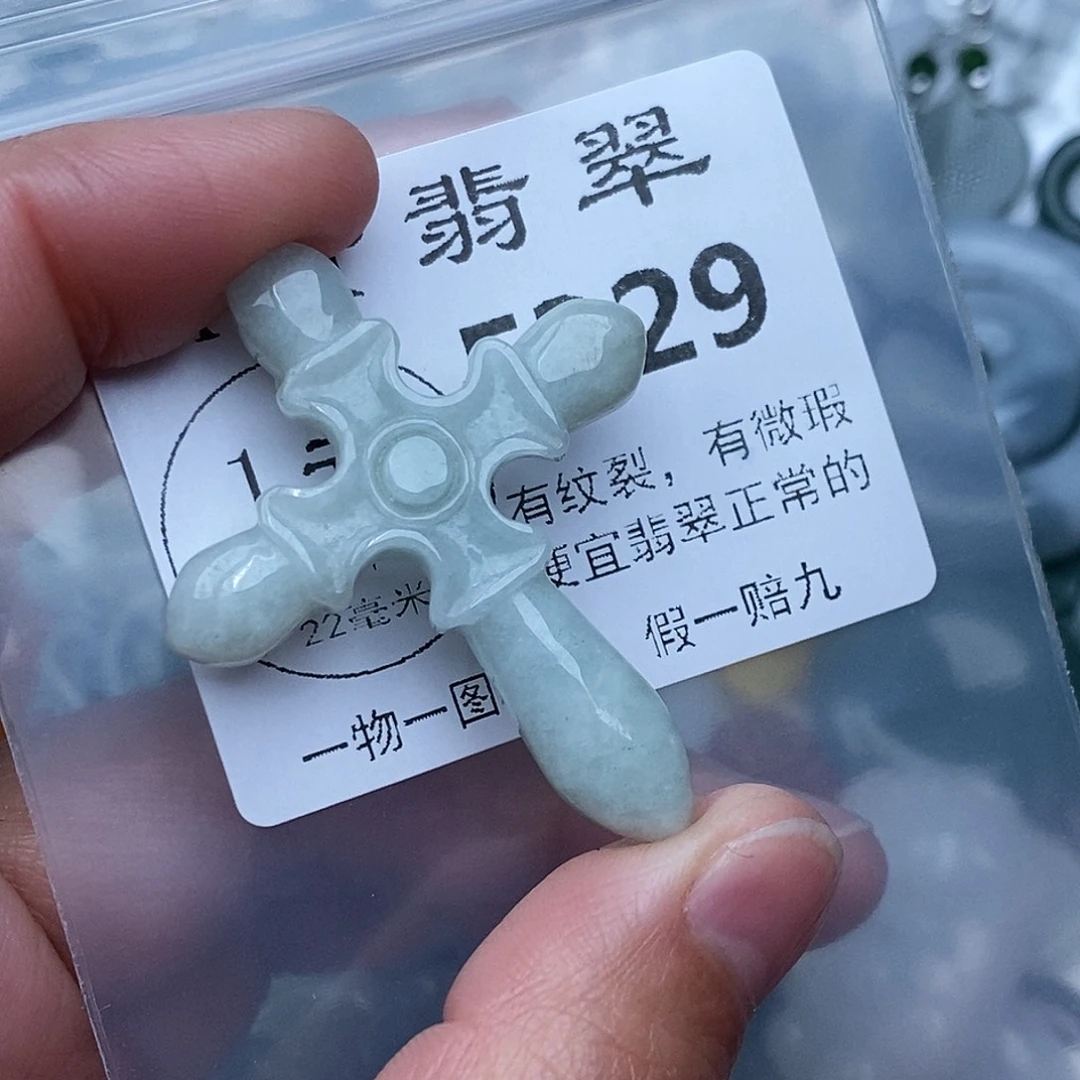 翡翠
29
有纹裂，有微瑕
便宜翡翠正常的
假一赔九
22毫米
一物一图